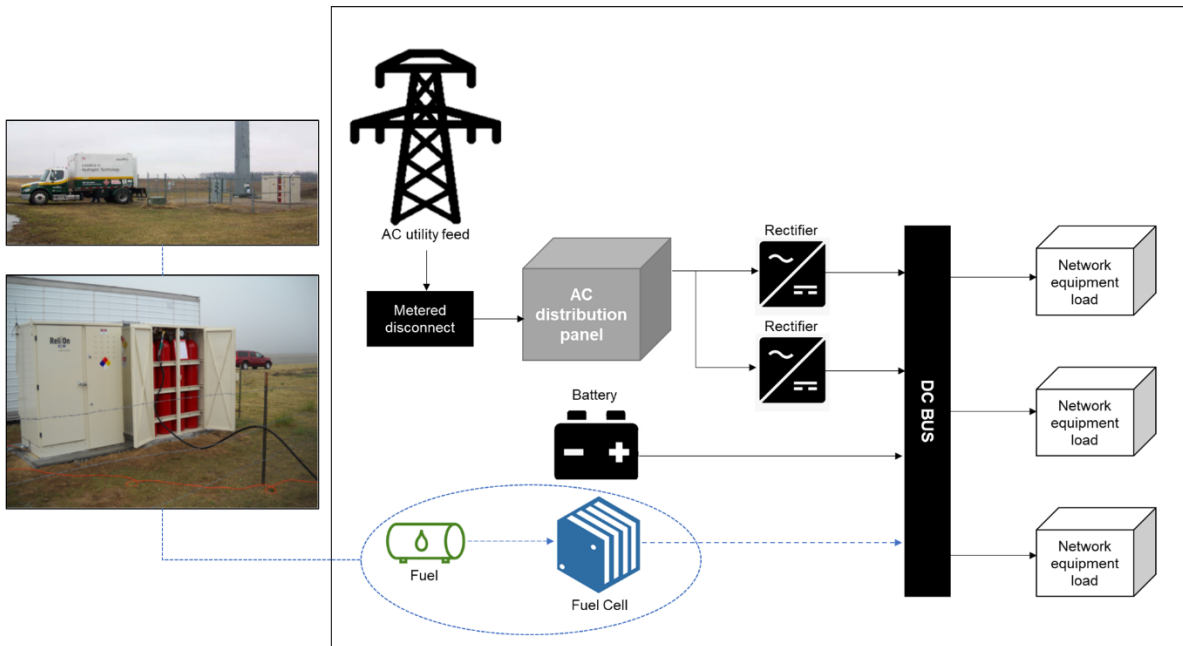 AC utility feed
Metered
disconnect
AC
distribution
panel
Rectifier
Rectifier
Battery
Fuel
Fuel Cell
DC BUS
Network
equipment
load
Network
equipment
load
Network
equipment
load
ReliOn